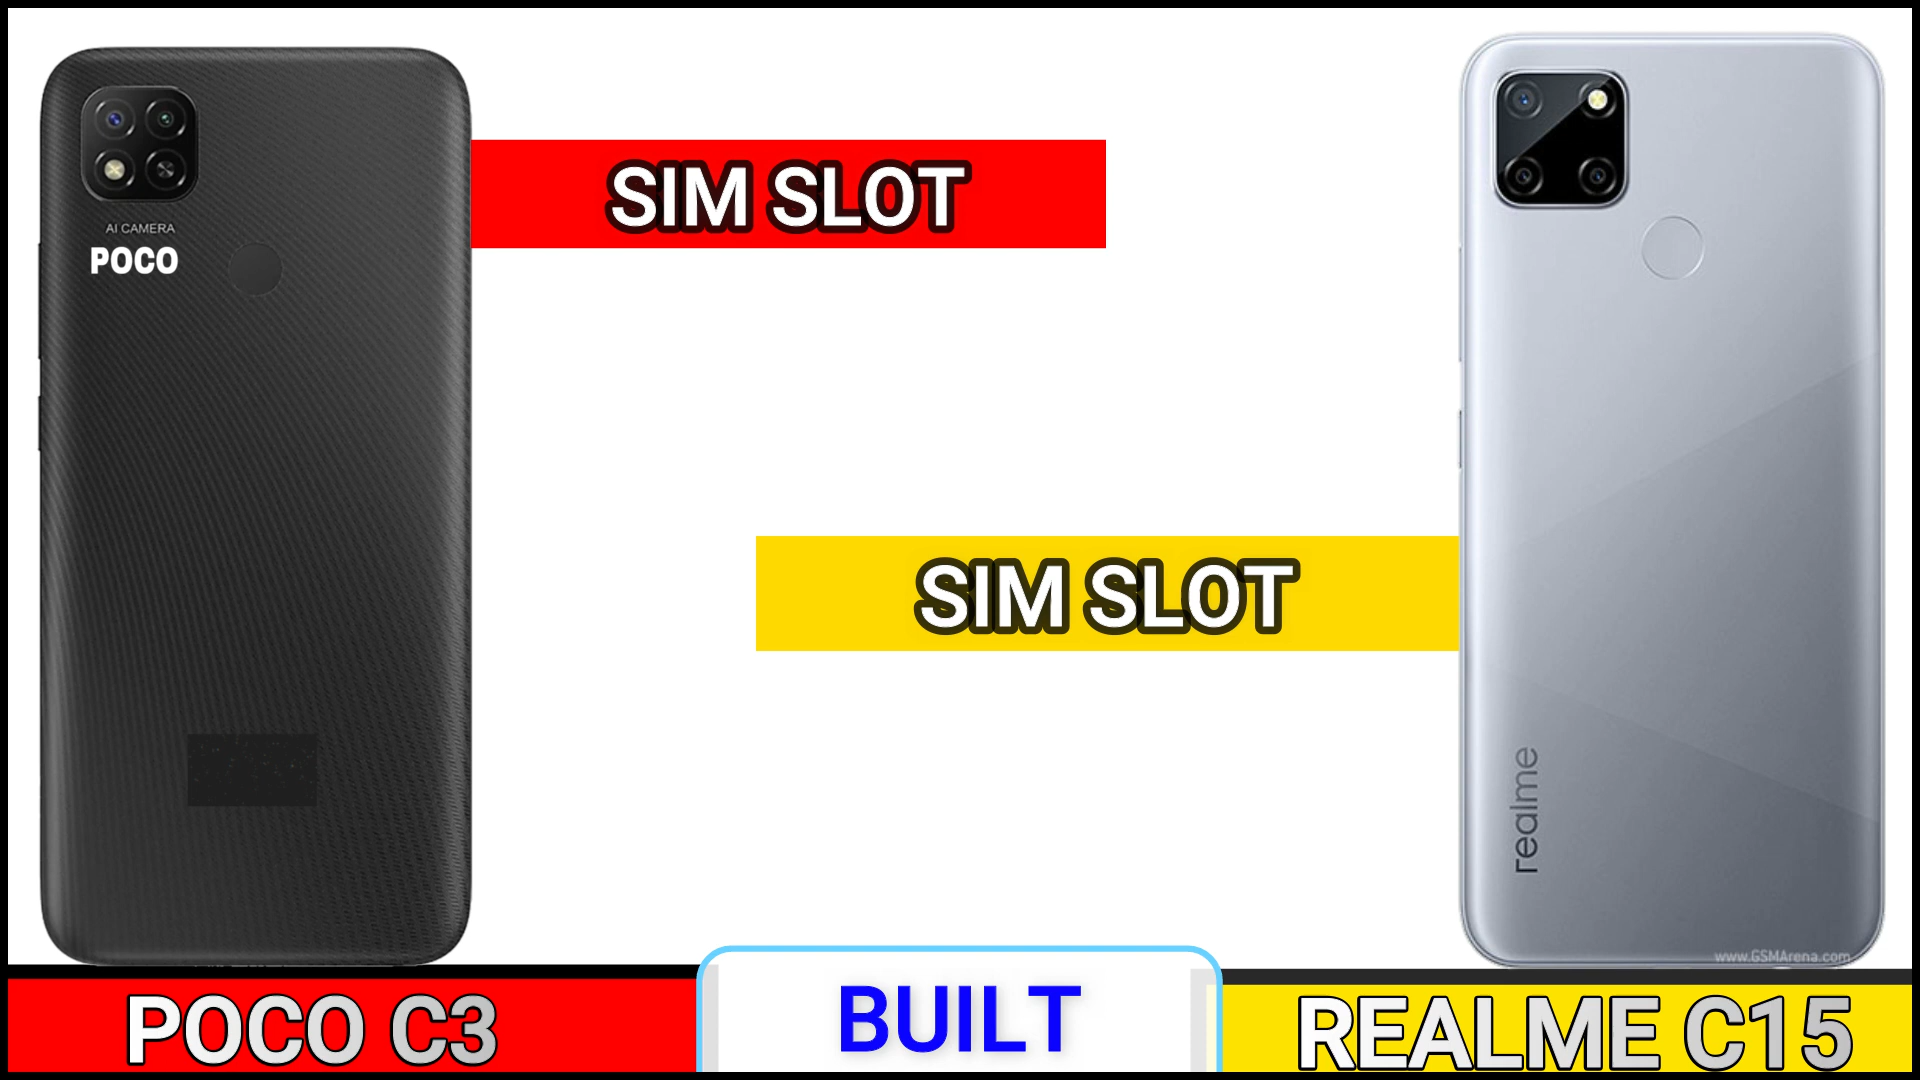 AI CAMERA
POCO
SIM SLOT
SIM SLOT
realme
www.GSMArena.com
POCO C3
BUILT
REALME C15